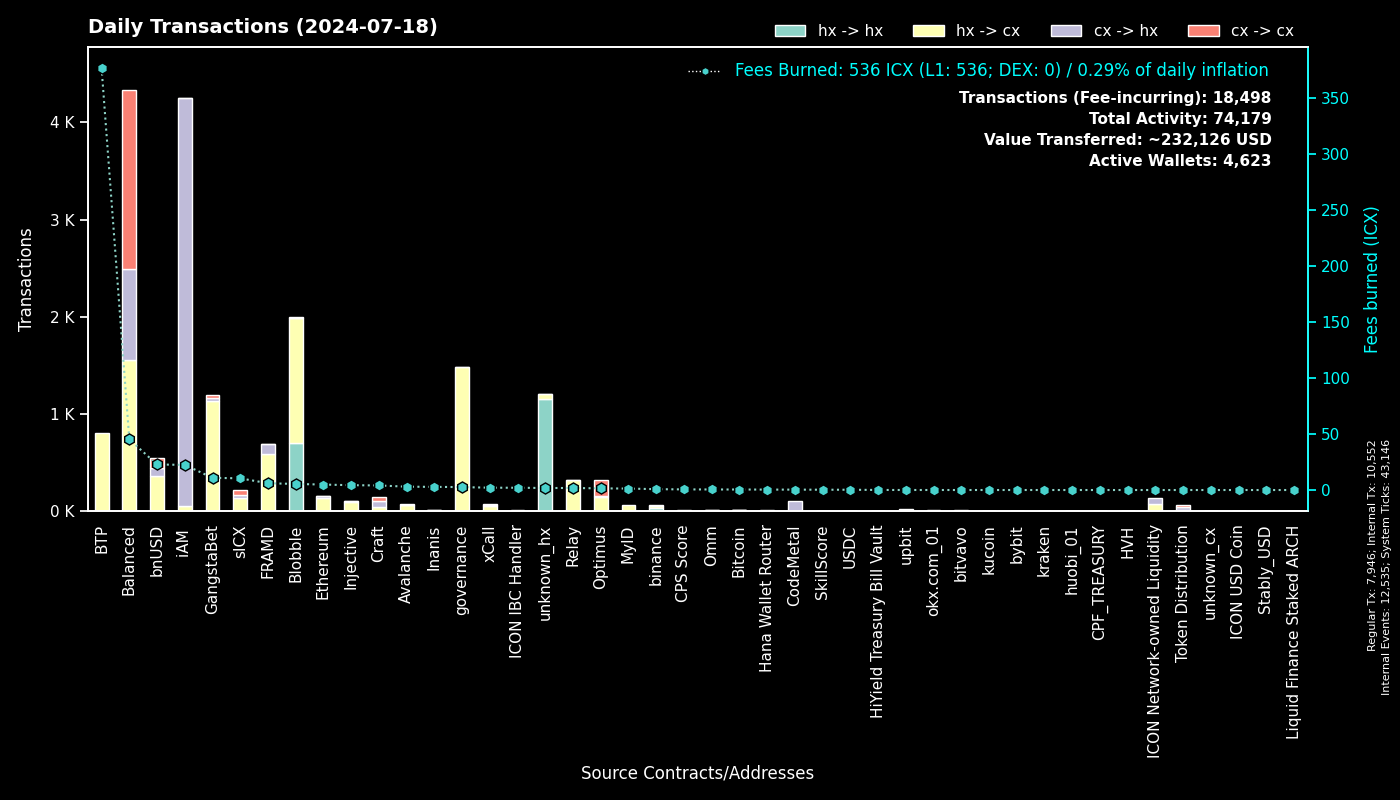 Daily Transactions (2024-07-18)
hx -> hx
hx -> cx
cx -> hx
cx -> cx
Fees Burned: 536 ICX (L1: 536; DEX: 0) / 0.29% of daily inflation
Transactions (Fee-incurring): 18,498
Total Activity: 74,179
Value Transferred: ~232,126 USD
Active Wallets: 4,623
Transactions
4 K
3 K
2 K
1 K
0 K
350
300
250
200
150
100
50
0
Fees burned (ICX)
BTP
Balanced
bnUSD
iAM
GangstaBet
sICX
FRAMD
Blobble
Ethereum
Injective
Craft
Avalanche
Inanis
governance
xCall
ICON IBC Handler
unknown_hx
Relay
Optimus
MyID
binance
CPS Score
Omm
Bitcoin
Hana Wallet Router
CodeMetal
SkillScore
USDC
HiYield Treasury Bill Vault
upbit
okx.com_01
bitvavo
kucoin
bybit
kraken
huobi_01
CPF_TREASURY
HVH
ICON Network-owned Liquidity
Token Distribution
unknown_cx
ICON USD Coin
Stably_USD
Liquid Finance Staked ARCH
Source Contracts/Addresses
Regular Tx: 7,946; Internal Tx: 10,552
Internal Events: 12,535; System Ticks: 43,146